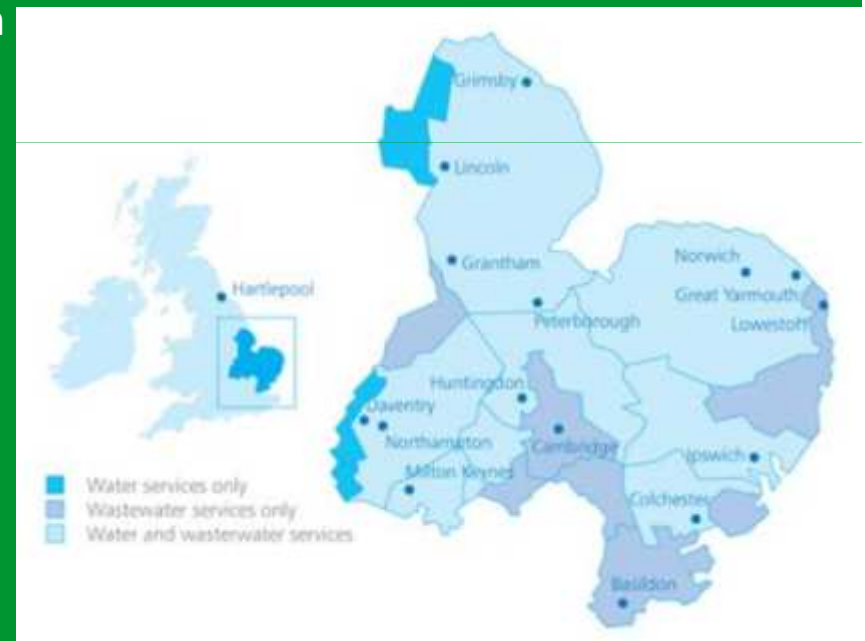 n
Grimsby
Lincoln
Grantham
Norwich
Great Yarmouth
Lowestoft
Peterborough
Hartlepool
Huntingdon
Daventry
Northampton
Cambridge
Milton Keynes
Ipswich
Colchester
Basildon
Water services only
Wastewater services only
Water and wasterwater services